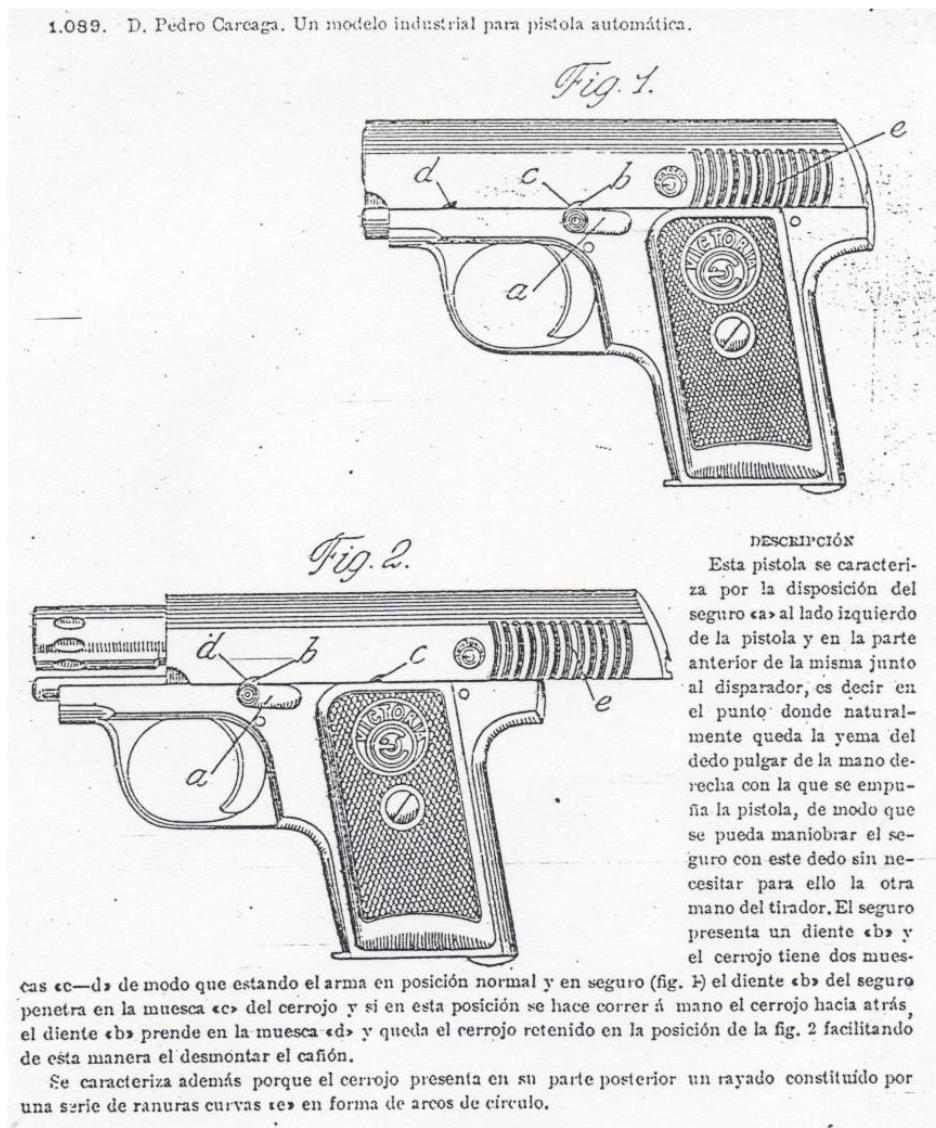 1.089. D. Pedro Careaga. Un modelo industrial para pistola automática.
Fig. 1.
e
d
c
b
a
VICTORIA
DESCRIPCIÓN
Esta pistola se caracteri-
za por la disposición del
seguro «a» al lado izquierdo
de la pistola y en la parte
anterior de la misma junto
al disparador, es decir en
el punto donde natural-
mente queda la yema del
dedo pulgar de la mano de-
recha con la que se empu-
ña la pistola, de modo que
se pueda maniobrar el se-
guro con este dedo sin ne-
cesitar para ello la otra
mano del tirador. El seguro
presenta un diente «b» y
el cerrojo tiene dos mues-
Fig. 2.
d
b
c
e
a
VICTORIA
cas «c—d» de modo que estando el arma en posición normal y en seguro (fig. 1) el diente «b» del seguro
penetra en la muesca «c» del cerrojo y si en esta posición se hace correr á mano el cerrojo hacia atrás,
el diente «b» prende en la muesca «d» y queda el cerrojo retenido en la posición de la fig. 2 facilitando
de esta manera el desmontar el cañón.
Se caracteriza además porque el cerrojo presenta en su parte posterior un rayado constituído por
una serie de ranuras curvas «e» en forma de arcos de círculo.